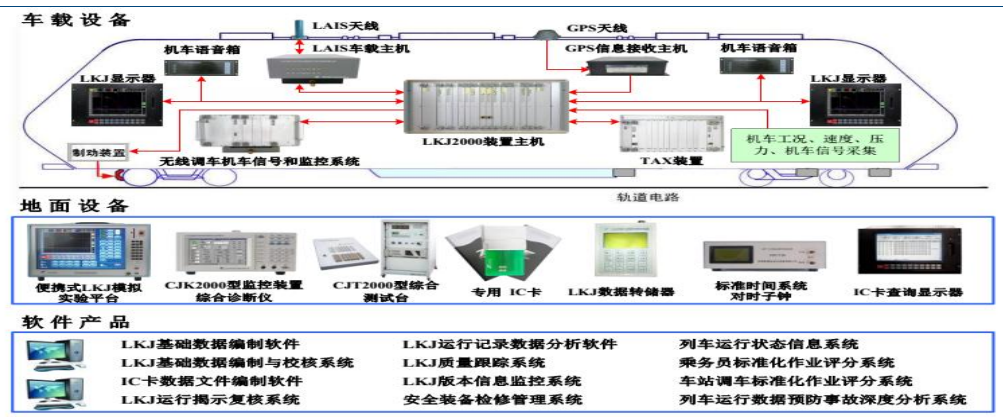 车载设备
LAIS天线
GPS天线
机车语音箱
LAIS车载主机
GPS信息接收主机
机车语音箱
LKJ显示器
LKJ显示器
制动装置
无线调车机车信号和监控系统
LKJ2000装置主机
TAX装置
机车工况、速度、压
力、机车信号采集
轨道电路
地面设备
便携式LKJ模拟
实验平台
CJK2000型监控装置
综合诊断仪
CJT2000型综合
测试台
专用 IC卡
LKJ数据转储器
标准时间系统
对时子钟
IC卡查询显示器
软件产品
LKJ基础数据编制软件
LKJ运行记录数据分析软件
列车运行状态信息系统
LKJ基础数据编制与校核系统
LKJ质量跟踪系统
乘务员标准化作业评分系统
IC卡数据文件编制软件
LKJ版本信息监控系统
车站调车标准化作业评分系统
LKJ运行揭示复核系统
安全装备检修管理系统
列车运行数据预防事故深度分析系统